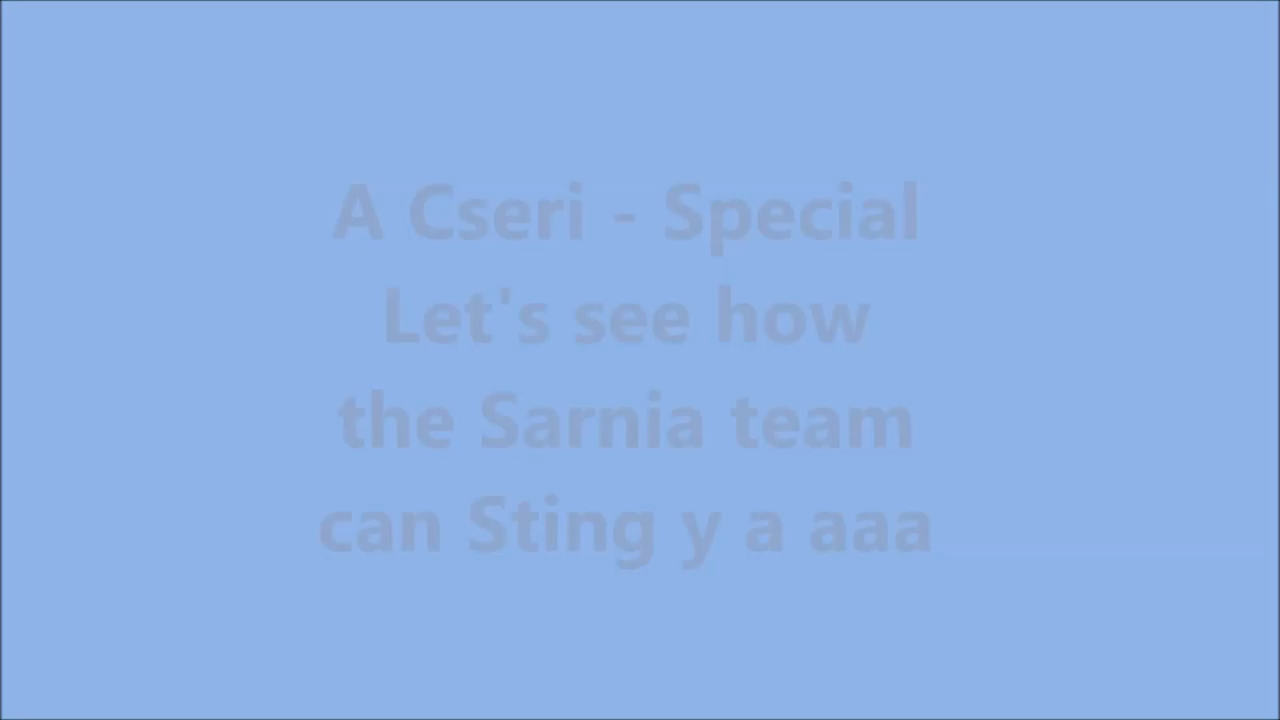 A Cseri - Special
Let's see how
the Sarnia team
can Sting y a aaa